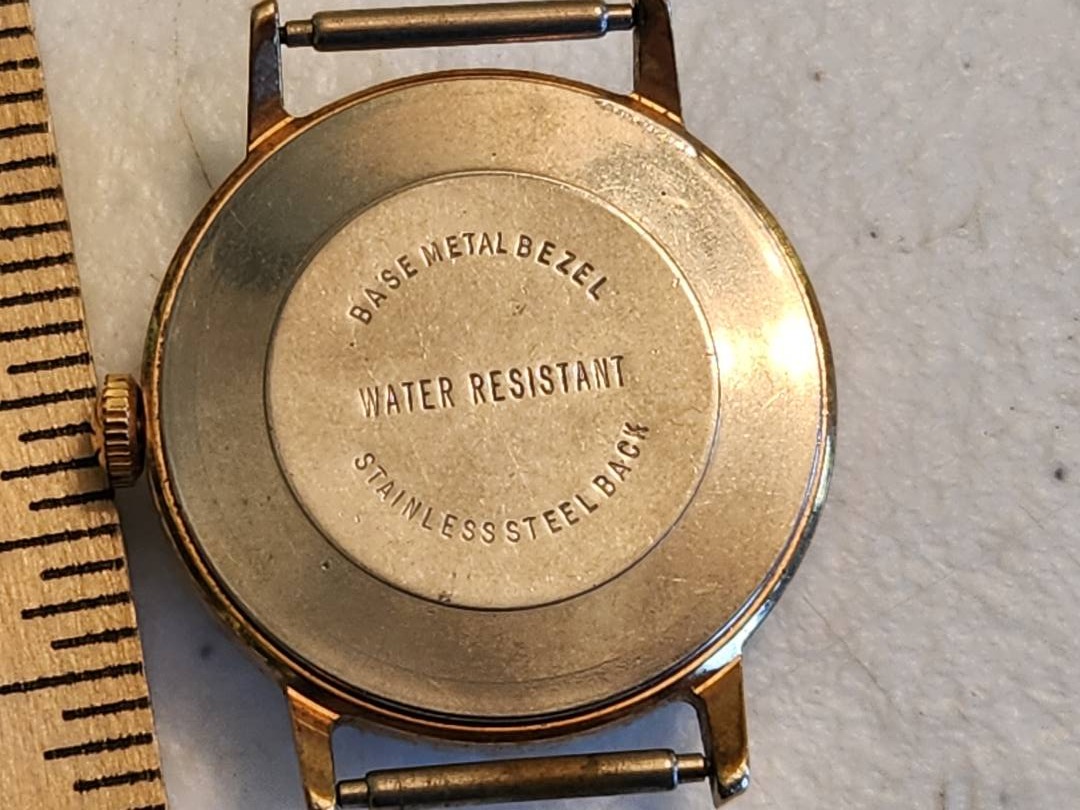 BASE METAL BEZEL
WATER RESISTANT
STAINLESS STEEL BACK